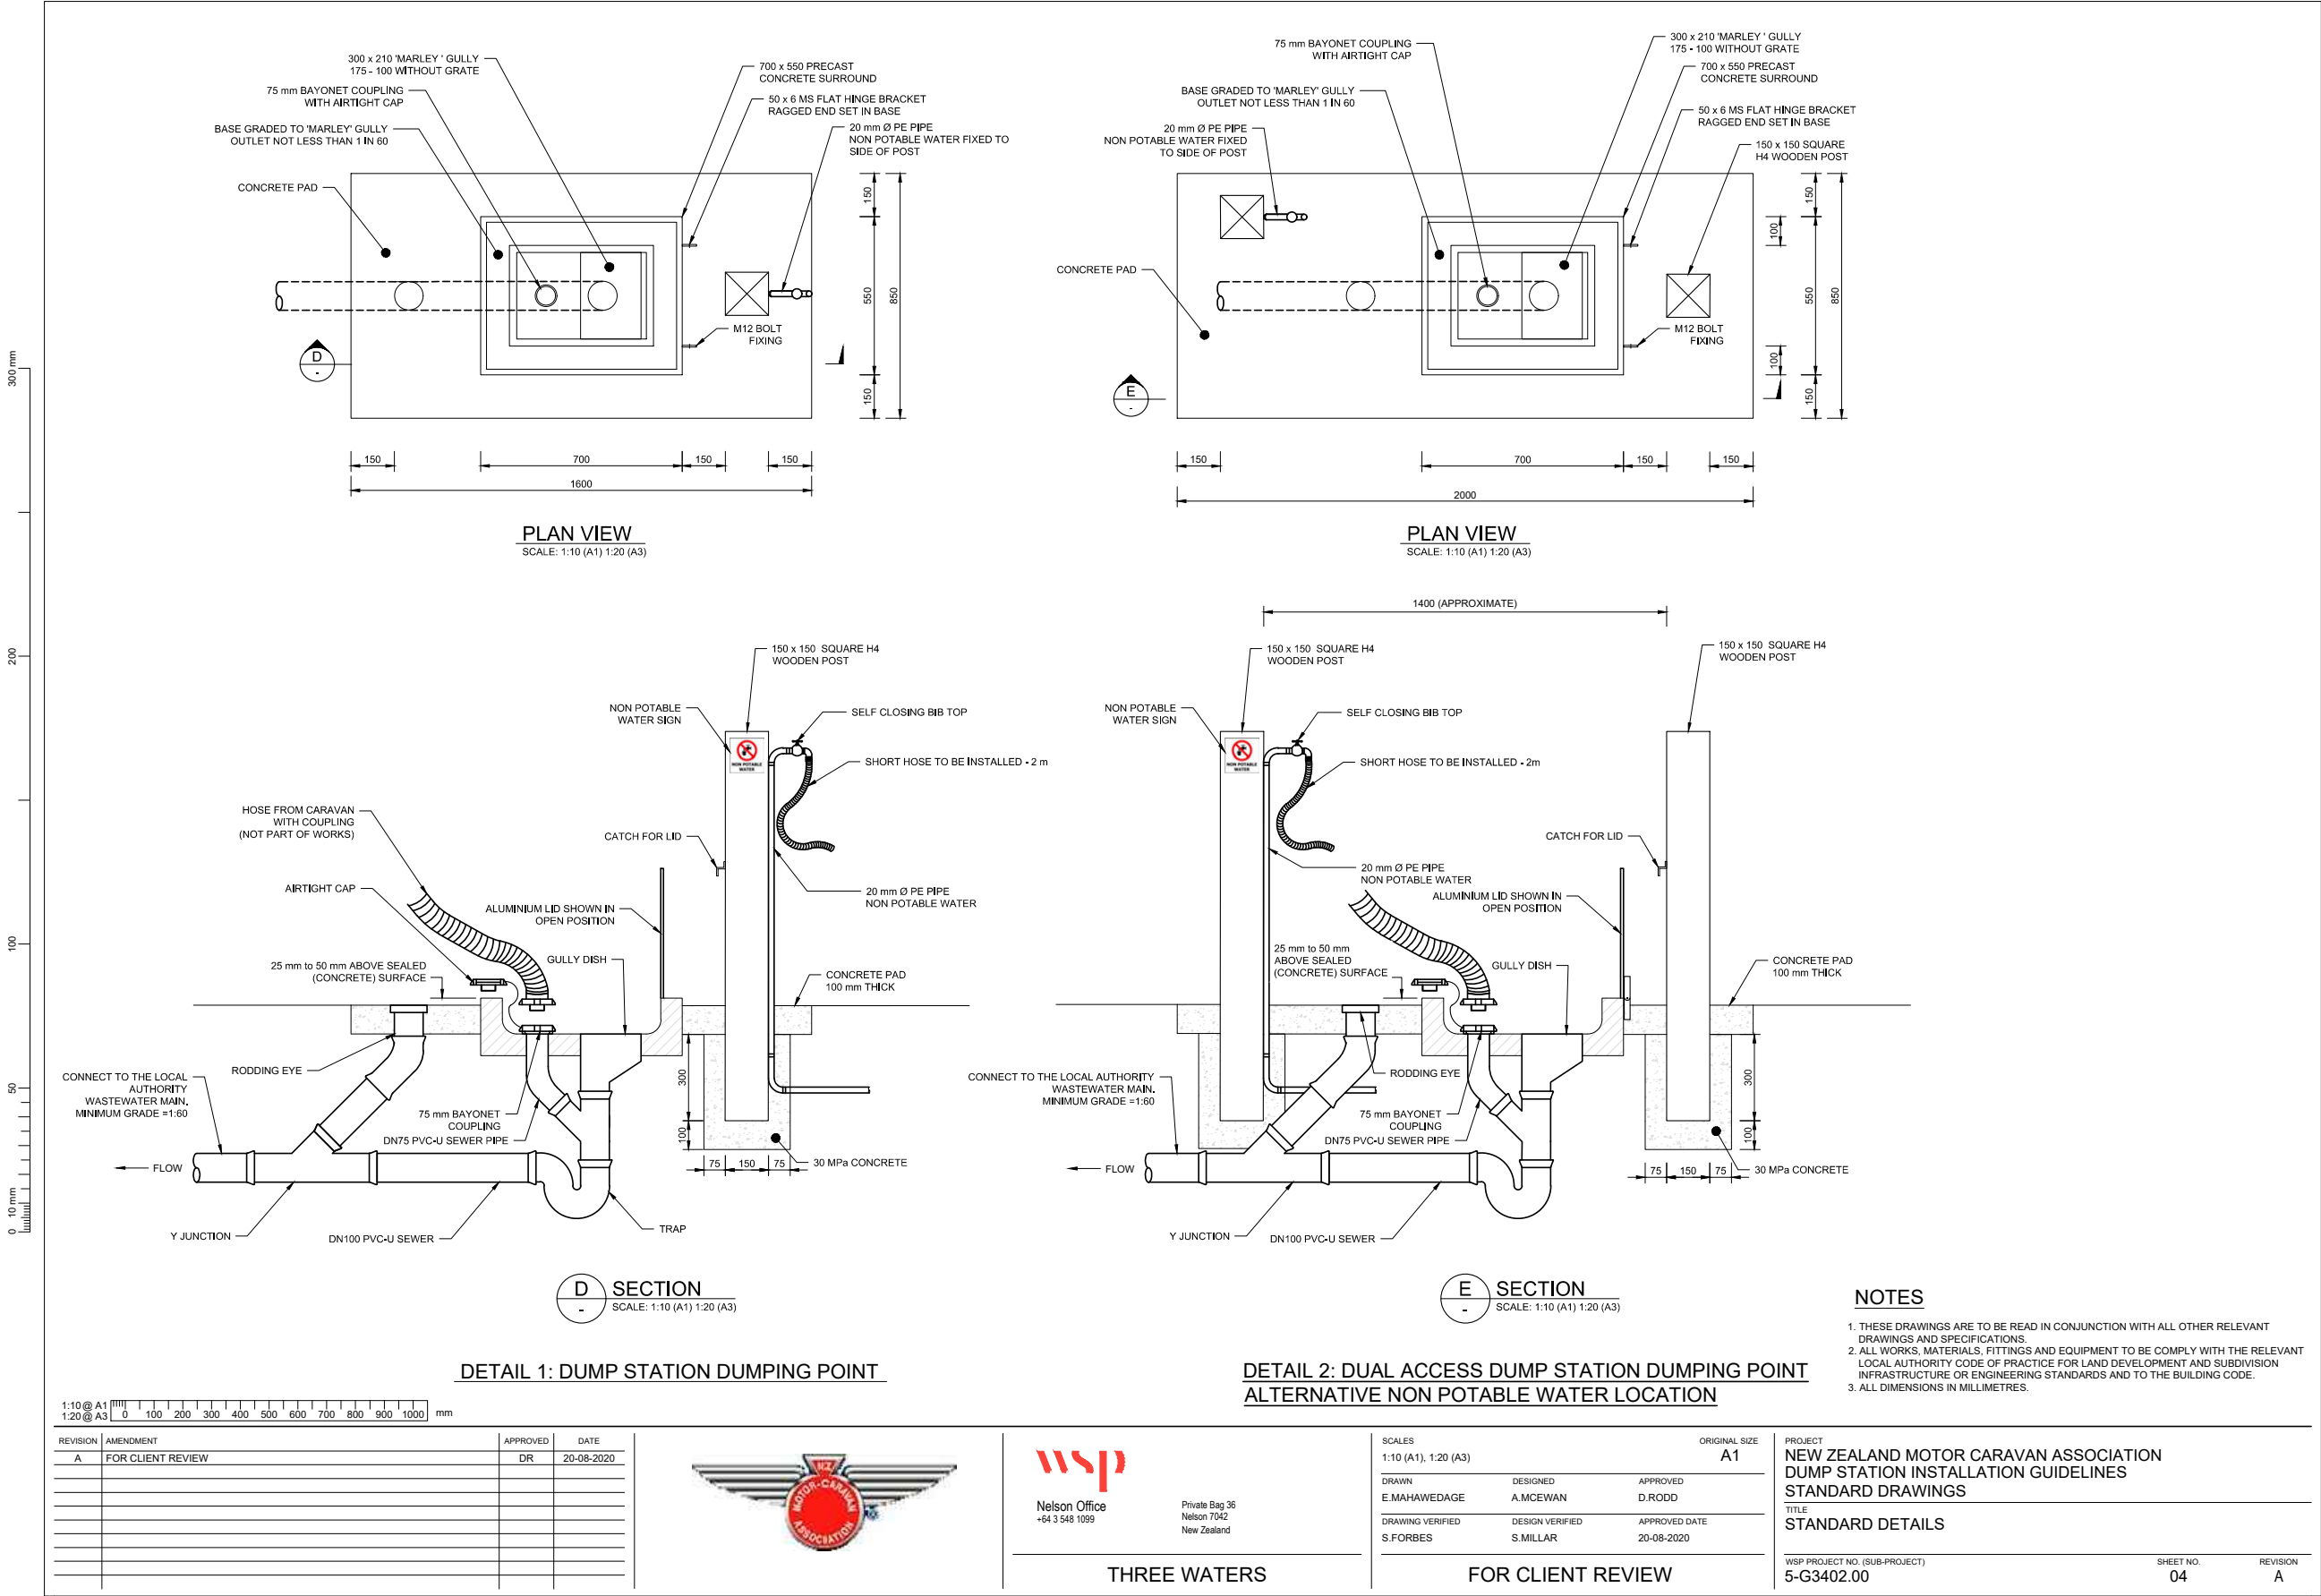 300 x 210 'MARLEY ' GULLY
175 - 100 WITHOUT GRATE
75 mm BAYONET COUPLING
WITH AIRTIGHT CAP
BASE GRADED TO 'MARLEY' GULLY
OUTLET NOT LESS THAN 1 IN 60
CONCRETE PAD
700 x 550 PRECAST
CONCRETE SURROUND
50 x 6 MS FLAT HINGE BRACKET
RAGGED END SET IN BASE
20 mm Ø PE PIPE
NON POTABLE WATER FIXED TO
SIDE OF POST
M12 BOLT
FIXING
D
-
150
550
150
850
150
700
150
150
1600
PLAN VIEW
SCALE: 1:10 (A1) 1:20 (A3)
75 mm BAYONET COUPLING
WITH AIRTIGHT CAP
BASE GRADED TO 'MARLEY' GULLY
OUTLET NOT LESS THAN 1 IN 60
20 mm Ø PE PIPE
NON POTABLE WATER FIXED
TO SIDE OF POST
CONCRETE PAD
300 x 210 'MARLEY ' GULLY
175 - 100 WITHOUT GRATE
700 x 550 PRECAST
CONCRETE SURROUND
50 x 6 MS FLAT HINGE BRACKET
RAGGED END SET IN BASE
150 x 150 SQUARE
H4 WOODEN POST
M12 BOLT
FIXING
E
-
100
100
150
550
150
850
150
700
150
150
2000
PLAN VIEW
SCALE: 1:10 (A1) 1:20 (A3)
300 mm
200
100
50
10 mm
0
150 x 150 SQUARE H4
WOODEN POST
NON POTABLE
WATER SIGN
NON POTABLE
WATER
SELF CLOSING BIB TOP
SHORT HOSE TO BE INSTALLED - 2 m
HOSE FROM CARAVAN
WITH COUPLING
(NOT PART OF WORKS)
CATCH FOR LID
AIRTIGHT CAP
20 mm Ø PE PIPE
NON POTABLE WATER
ALUMINIUM LID SHOWN IN
OPEN POSITION
25 mm to 50 mm ABOVE SEALED
(CONCRETE) SURFACE
GULLY DISH
CONCRETE PAD
100 mm THICK
RODDING EYE
CONNECT TO THE LOCAL
AUTHORITY
WASTEWATER MAIN.
MINIMUM GRADE =1:60
75 mm BAYONET
COUPLING
DN75 PVC-U SEWER PIPE
300
100
75
150
75
30 MPa CONCRETE
FLOW
Y JUNCTION
DN100 PVC-U SEWER
TRAP
D
-
SECTION
SCALE: 1:10 (A1) 1:20 (A3)
DETAIL 1: DUMP STATION DUMPING POINT
1400 (APPROXIMATE)
150 x 150 SQUARE H4
WOODEN POST
150 x 150 SQUARE H4
WOODEN POST
NON POTABLE
WATER SIGN
NON POTABLE
WATER
SELF CLOSING BIB TOP
SHORT HOSE TO BE INSTALLED - 2m
CATCH FOR LID
20 mm Ø PE PIPE
NON POTABLE WATER
ALUMINIUM LID SHOWN IN
OPEN POSITION
25 mm to 50 mm
ABOVE SEALED
(CONCRETE) SURFACE
GULLY DISH
CONCRETE PAD
100 mm THICK
RODDING EYE
CONNECT TO THE LOCAL AUTHORITY
WASTEWATER MAIN.
MINIMUM GRADE =1:60
75 mm BAYONET
COUPLING
DN75 PVC-U SEWER PIPE
300
100
75
150
75
30 MPa CONCRETE
FLOW
Y JUNCTION
DN100 PVC-U SEWER
E
-
SECTION
SCALE: 1:10 (A1) 1:20 (A3)
DETAIL 2: DUAL ACCESS DUMP STATION DUMPING POINT
ALTERNATIVE NON POTABLE WATER LOCATION
NOTES
1. THESE DRAWINGS ARE TO BE READ IN CONJUNCTION WITH ALL OTHER RELEVANT
DRAWINGS AND SPECIFICATIONS.
2. ALL WORKS, MATERIALS, FITTINGS AND EQUIPMENT TO BE COMPLY WITH THE RELEVANT
LOCAL AUTHORITY CODE OF PRACTICE FOR LAND DEVELOPMENT AND SUBDIVISION
INFRASTRUCTURE OR ENGINEERING STANDARDS AND TO THE BUILDING CODE.
3. ALL DIMENSIONS IN MILLIMETRES.
1:10@ A1
1:20@ A3
0 100 200 300 400 500 600 700 800 900 1000 mm
REVISION AMENDMENT APPROVED DATE
A FOR CLIENT REVIEW DR 20-08-2020
NZ
MOTOR-CARAVAN
ASSOCIATION
wsp
Nelson Office
+64 3 548 1099
Private Bag 36
Nelson 7042
New Zealand
THREE WATERS
SCALES
1:10 (A1), 1:20 (A3)
ORIGINAL SIZE
A1
DRAWN DESIGNED APPROVED
E.MAHAWEDAGE A.MCEWAN D.RODD
DRAWING VERIFIED DESIGN VERIFIED APPROVED DATE
S.FORBES S.MILLAR 20-08-2020
FOR CLIENT REVIEW
PROJECT
NEW ZEALAND MOTOR CARAVAN ASSOCIATION
DUMP STATION INSTALLATION GUIDELINES
STANDARD DRAWINGS
TITLE
STANDARD DETAILS
WSP PROJECT NO. (SUB-PROJECT) SHEET NO. REVISION
5-G3402.00 04 A